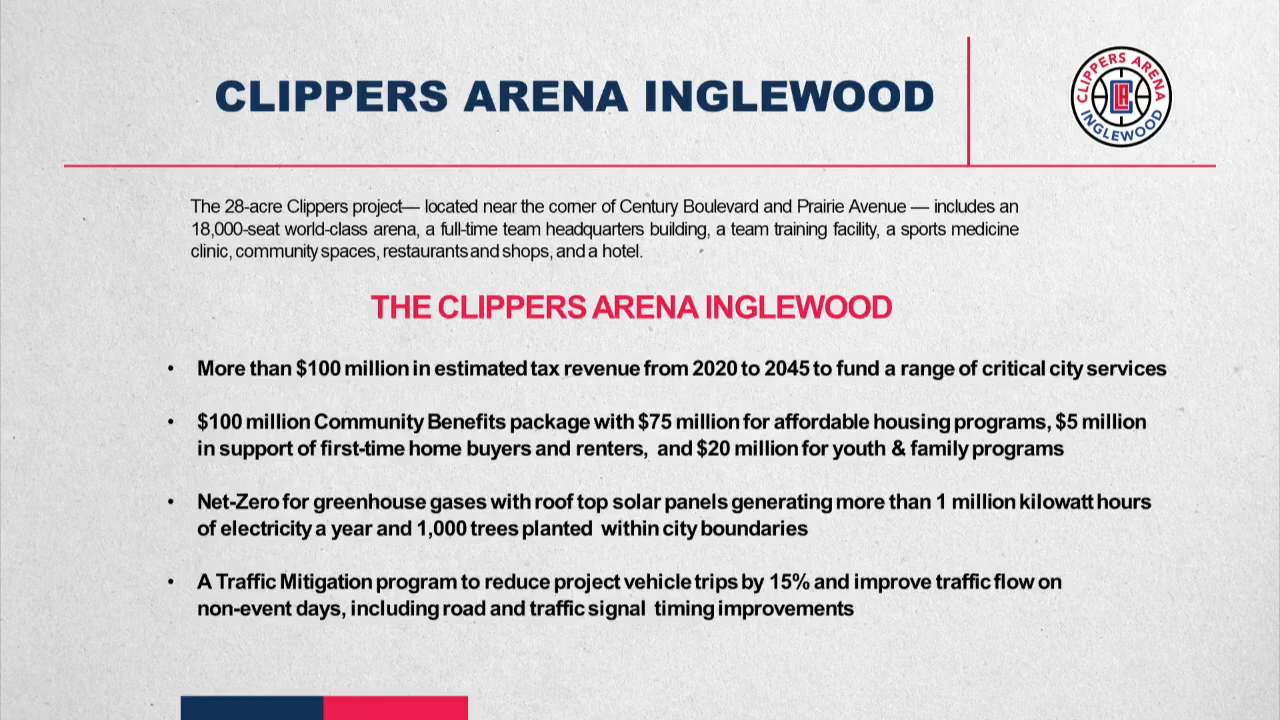 CLIPPERS ARENA INGLEWOOD
CLIPPERS ARENA
LA
INGLEWOOD
The 28-acre Clippers project— located near the corner of Century Boulevard and Prairie Avenue — includes an
18,000-seat world-class arena, a full-time team headquarters building, a team training facility, a sports medicine
clinic, community spaces, restaurants and shops, and a hotel.
THE CLIPPERS ARENA INGLEWOOD
• More than $100 million in estimated tax revenue from 2020 to 2045 to fund a range of critical city services
• $100 million Community Benefits package with $75 million for affordable housing programs, $5 million
in support of first-time home buyers and renters, and $20 million for youth & family programs
• Net-Zero for greenhouse gases with roof top solar panels generating more than 1 million kilowatt hours
of electricity a year and 1,000 trees planted within city boundaries
• A Traffic Mitigation program to reduce project vehicle trips by 15% and improve traffic flow on
non-event days, including road and traffic signal timing improvements